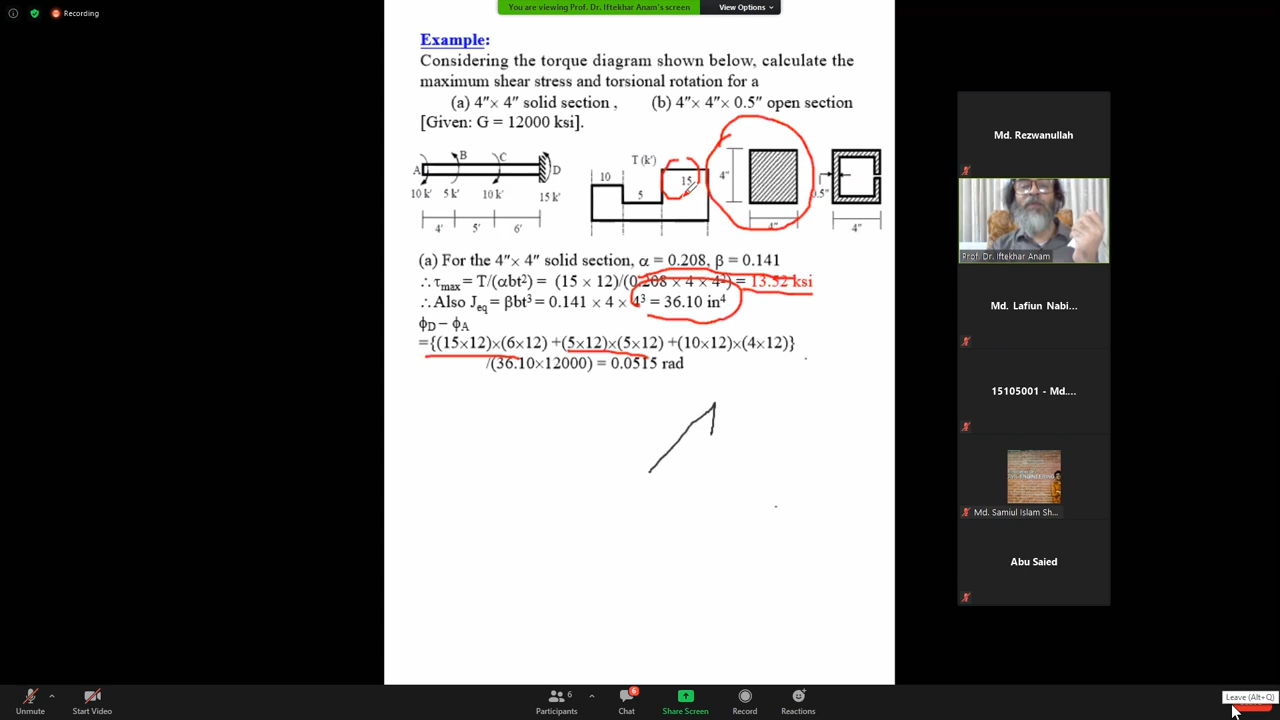 You are viewing Prof. Dr. Iftekhar Anam's screen
View Options
Recording
Example:
Considering the torque diagram shown below, calculate the
maximum shear stress and torsional rotation for a
(a) 4″× 4″ solid section , (b) 4″× 4″× 0.5″ open section
[Given: G = 12000 ksi].
A B C D
10 k' 5 k' 10 k' 15 k'
4' 5' 6'
T (k')
10 5 15
4″
4″
0.5″
4″
(a) For the 4″× 4″ solid section, α = 0.208, β = 0.141
∴τmax = T/(αbt²) = (15 × 12)/(0.208 × 4 × 4²) = 13.52 ksi
∴Also Jeq = βbt³ = 0.141 × 4 × 4³ = 36.10 in⁴
ϕD – ϕA
={(15×12)×(6×12) +(5×12)×(5×12) +(10×12)×(4×12)}
/(36.10×12000) = 0.0515 rad
Md. Rezwanullah
Prof. Dr. Iftekhar Anam
Md. Lafiun Nabi...
15105001 - Md....
Md. Samiul Islam Sh...
Abu Saied
Unmute
Start Video
6
Participants
6
Chat
Share Screen
Record
Reactions
Leave (Alt+Q)